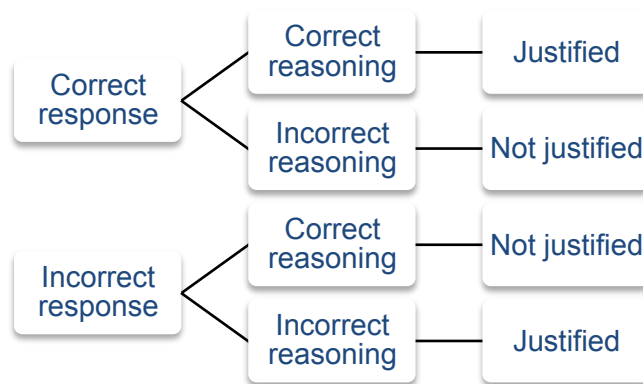 Correct
response
Correct
reasoning
Justified
Incorrect
reasoning
Not justified
Incorrect
response
Correct
reasoning
Not justified
Incorrect
reasoning
Justified